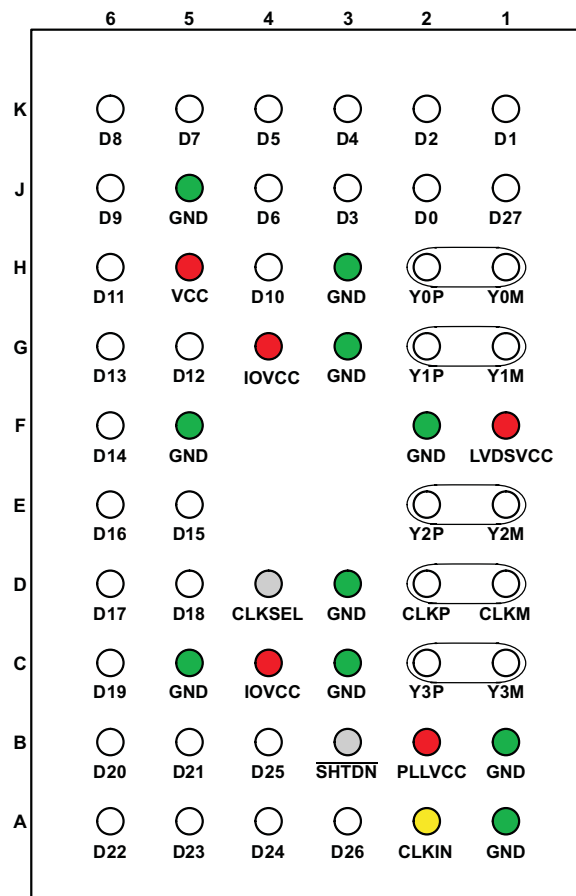 6 5 4 3 2 1
K
D8 D7 D5 D4 D2 D1
J
D9 GND D6 D3 D0 D27
H
D11 VCC D10 GND Y0P Y0M
G
D13 D12 IOVCC GND Y1P Y1M
F
D14 GND GND LVDSVCC
E
D16 D15 Y2P Y2M
D
D17 D18 CLKSEL GND CLKP CLKM
C
D19 GND IOVCC GND Y3P Y3M
B
D20 D21 D25 SHTDN PLLVCC GND
A
D22 D23 D24 D26 CLKIN GND